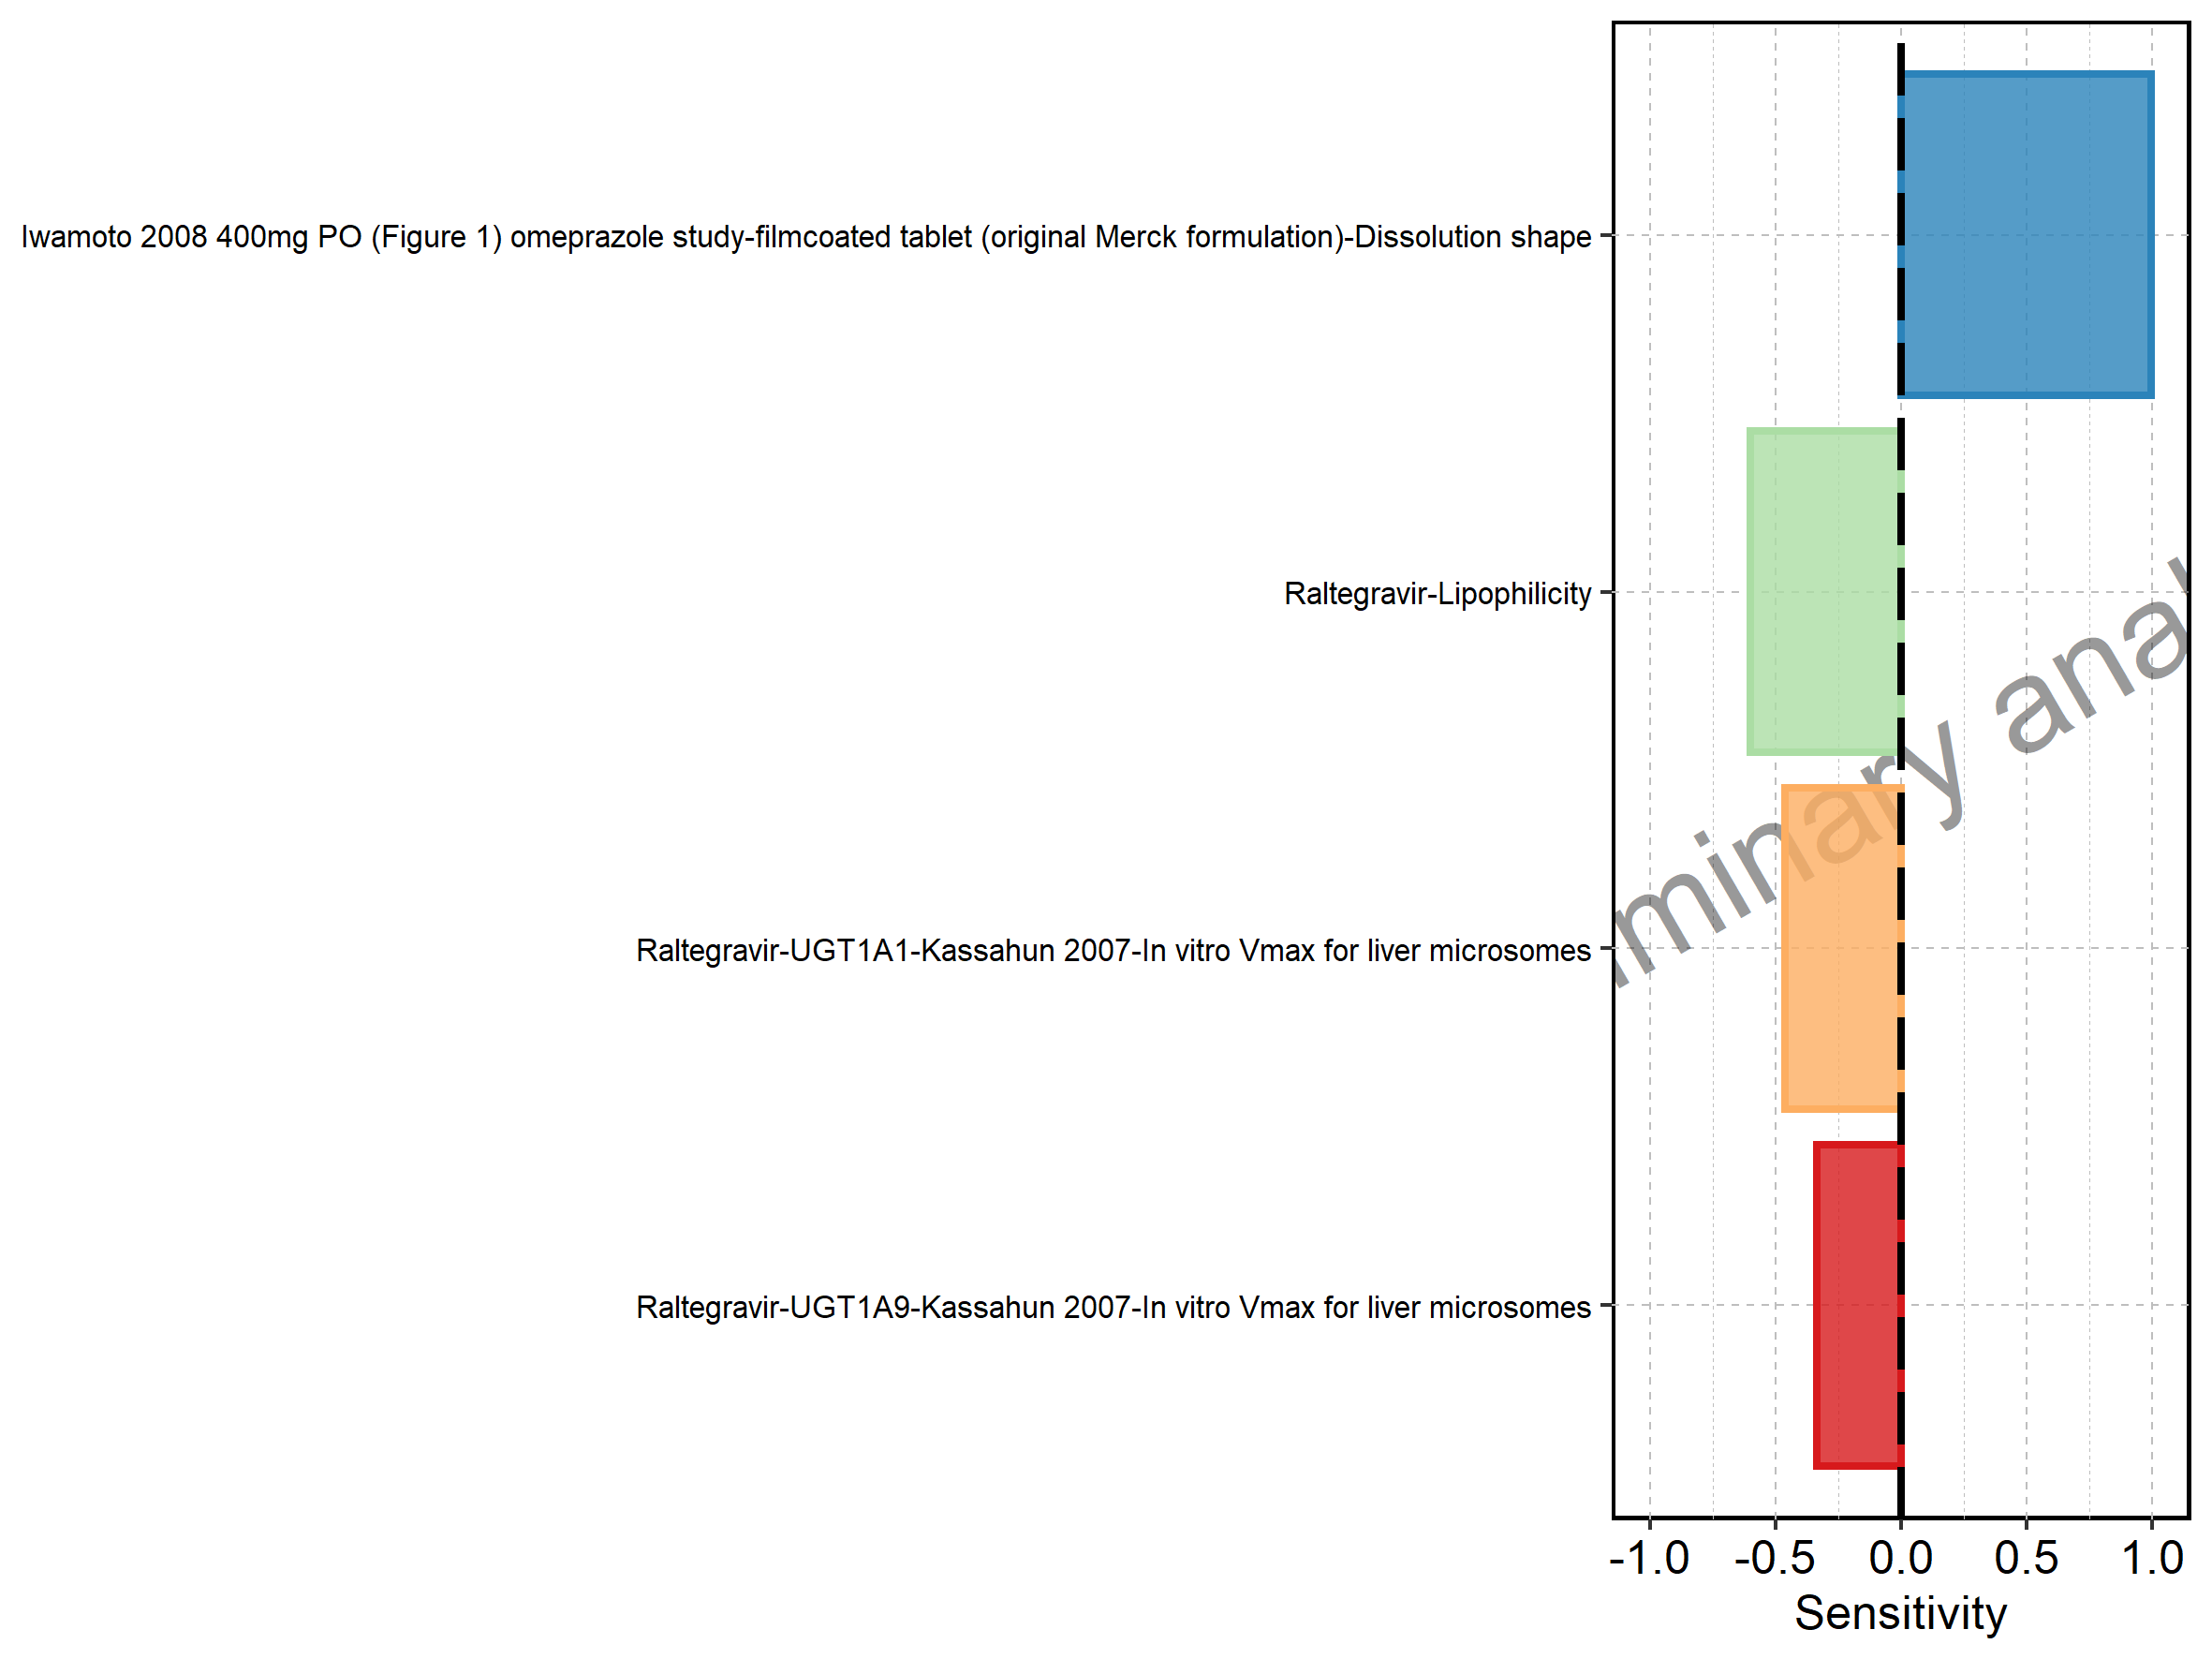 Iwamoto 2008 400mg PO (Figure 1) omeprazole study-filmcoated tablet (original Merck formulation)-Dissolution shape
Raltegravir-Lipophilicity
minary ana
Raltegravir-UGT1A1-Kassahun 2007-In vitro Vmax for liver microsomes
Raltegravir-UGT1A9-Kassahun 2007-In vitro Vmax for liver microsomes
-1.0 -0.5 0.0 0.5 1.0
Sensitivity